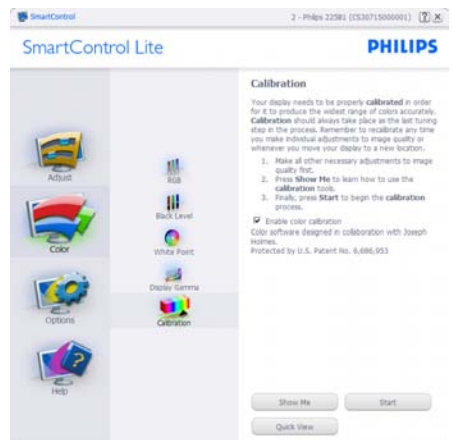 SmartControl
2 - Philips 225B1 (CS30715000001)
SmartControl Lite
PHILIPS
Adjust
Color
Options
Help
RGB
Black Level
White Point
Display Gamma
Calibration
Calibration
Your display needs to be properly calibrated in order
for it to produce the widest range of colors accurately.
Calibration should always take place as the last tuning
step in the process. Remember to recalibrate any time
you make individual adjustments to image quality or
whenever you move your display to a new location.
1. Make all other necessary adjustments to image
quality first.
2. Press Show Me to learn how to use the
calibration tools.
3. Finally, press Start to begin the calibration
process.
Enable color calibration
Color software designed in collaboration with Joseph
Holmes.
Protected by U.S. Patent No. 6,686,953
Show Me
Start
Quick View